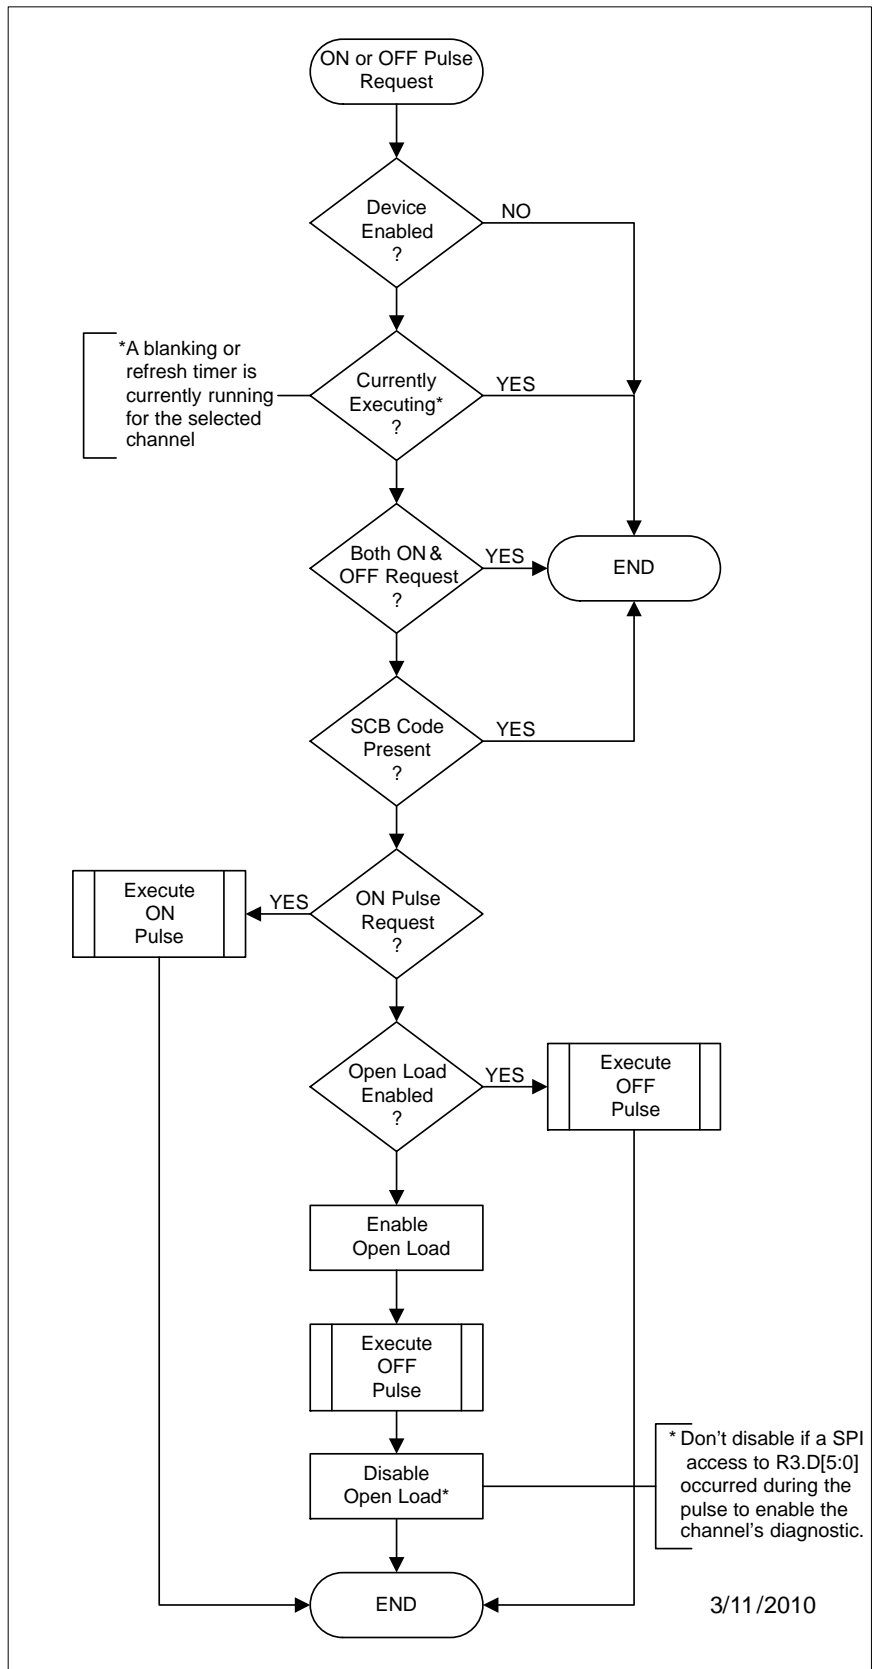 ON or OFF Pulse
Request
Device
Enabled
?
NO
*A blanking or
refresh timer is
currently running
for the selected
channel
Currently
Executing*
?
YES
Both ON &
OFF Request
?
YES
END
SCB Code
Present
?
YES
Execute
ON
Pulse
YES
ON Pulse
Request
?
Open Load
Enabled
?
YES
Execute
OFF
Pulse
Enable
Open Load
Execute
OFF
Pulse
Disable
Open Load*
* Don't disable if a SPI
access to R3.D[5:0]
occurred during the
pulse to enable the
channel's diagnostic.
END
3/11/2010